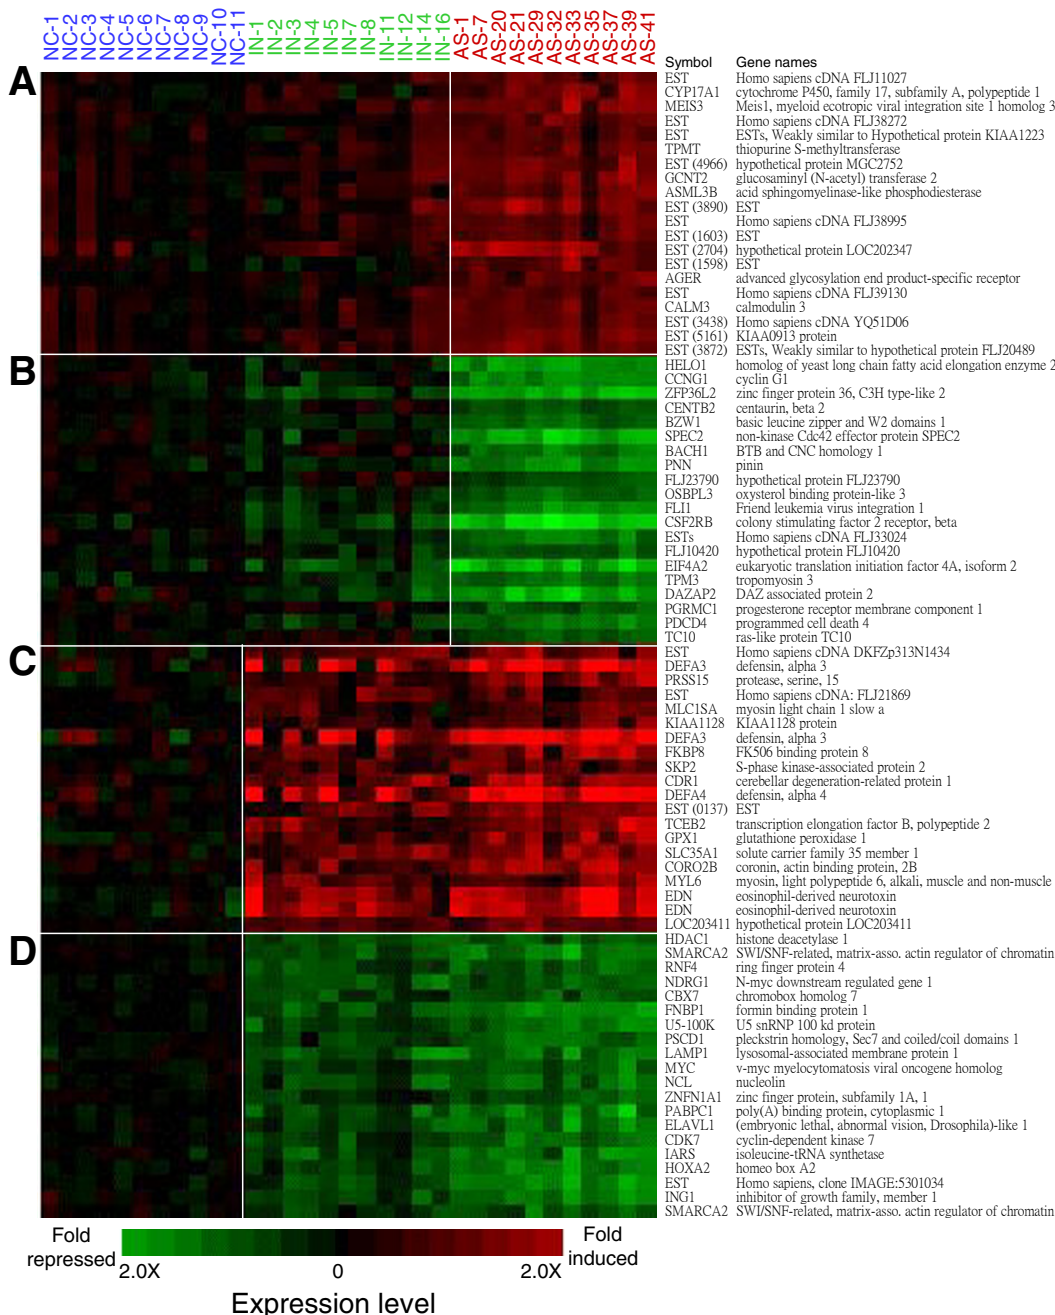 NC-1 NC-2 NC-3 NC-4 NC-5 NC-6 NC-7 NC-8 NC-9 NC-10 NC-11 IN-1 IN-2 IN-3 IN-4 IN-5 IN-7 IN-8 IN-11 IN-12 IN-14 IN-16 AS-1 AS-7 AS-20 AS-21 AS-29 AS-32 AS-33 AS-35 AS-37 AS-39 AS-41
Symbol Gene names
A
EST Homo sapiens cDNA FLJ11027
CYP17A1 cytochrome P450, family 17, subfamily A, polypeptide 1
MEIS3 Meis1, myeloid ecotropic viral integration site 1 homolog 3
EST Homo sapiens cDNA FLJ38272
EST ESTs, Weakly similar to Hypothetical protein KIAA1223
TPMT thiopurine S-methyltransferase
EST (4966) hypothetical protein MGC2752
GCNT2 glucosaminyl (N-acetyl) transferase 2
ASML3B acid sphingomyelinase-like phosphodiesterase
EST (3890) EST
EST Homo sapiens cDNA FLJ38995
EST (1603) EST
EST (2704) hypothetical protein LOC202347
EST (1598) EST
AGER advanced glycosylation end product-specific receptor
EST Homo sapiens cDNA FLJ39130
CALM3 calmodulin 3
EST (3438) Homo sapiens cDNA YQ51D06
EST (5161) KIAA0913 protein
EST (3872) ESTs, Weakly similar to hypothetical protein FLJ20489
B
HELO1 homolog of yeast long chain fatty acid elongation enzyme 2
CCNG1 cyclin G1
ZFP36L2 zinc finger protein 36, C3H type-like 2
CENTB2 centaurin, beta 2
BZW1 basic leucine zipper and W2 domains 1
SPEC2 non-kinase Cdc42 effector protein SPEC2
BACH1 BTB and CNC homology 1
PNN pinin
FLJ23790 hypothetical protein FLJ23790
OSBPL3 oxysterol binding protein-like 3
FLI1 Friend leukemia virus integration 1
CSF2RB colony stimulating factor 2 receptor, beta
ESTs Homo sapiens cDNA FLJ33024
FLJ10420 hypothetical protein FLJ10420
EIF4A2 eukaryotic translation initiation factor 4A, isoform 2
TPM3 tropomyosin 3
DAZAP2 DAZ associated protein 2
PGRMC1 progesterone receptor membrane component 1
PDCD4 programmed cell death 4
TC10 ras-like protein TC10
C
EST Homo sapiens cDNA DKFZp313N1434
DEFA3 defensin, alpha 3
PRSS15 protease, serine, 15
EST Homo sapiens cDNA: FLJ21869
MLC1SA myosin light chain 1 slow a
KIAA1128 KIAA1128 protein
DEFA3 defensin, alpha 3
FKBP8 FK506 binding protein 8
SKP2 S-phase kinase-associated protein 2
CDR1 cerebellar degeneration-related protein 1
DEFA4 defensin, alpha 4
EST (0137) EST
TCEB2 transcription elongation factor B, polypeptide 2
GPX1 glutathione peroxidase 1
SLC35A1 solute carrier family 35 member 1
CORO2B coronin, actin binding protein, 2B
MYL6 myosin, light polypeptide 6, alkali, muscle and non-muscle
EDN eosinophil-derived neurotoxin
EDN eosinophil-derived neurotoxin
LOC203411 hypothetical protein LOC203411
D
HDAC1 histone deacetylase 1
SMARCA2 SWI/SNF-related, matrix-asso. actin regulator of chromatin
RNF4 ring finger protein 4
NDRG1 N-myc downstream regulated gene 1
CBX7 chromobox homolog 7
FNBP1 formin binding protein 1
U5-100K U5 snRNP 100 kd protein
PSCD1 pleckstrin homology, Sec7 and coiled/coil domains 1
LAMP1 lysosomal-associated membrane protein 1
MYC v-myc myelocytomatosis viral oncogene homolog
NCL nucleolin
ZNFN1A1 zinc finger protein, subfamily 1A, 1
PABPC1 poly(A) binding protein, cytoplasmic 1
ELAVL1 (embryonic lethal, abnormal vision, Drosophila)-like 1
CDK7 cyclin-dependent kinase 7
IARS isoleucine-tRNA synthetase
HOXA2 homeo box A2
EST Homo sapiens, clone IMAGE:5301034
ING1 inhibitor of growth family, member 1
SMARCA2 SWI/SNF-related, matrix-asso. actin regulator of chromatin
Fold repressed
Fold induced
2.0X 0 2.0X
Expression level